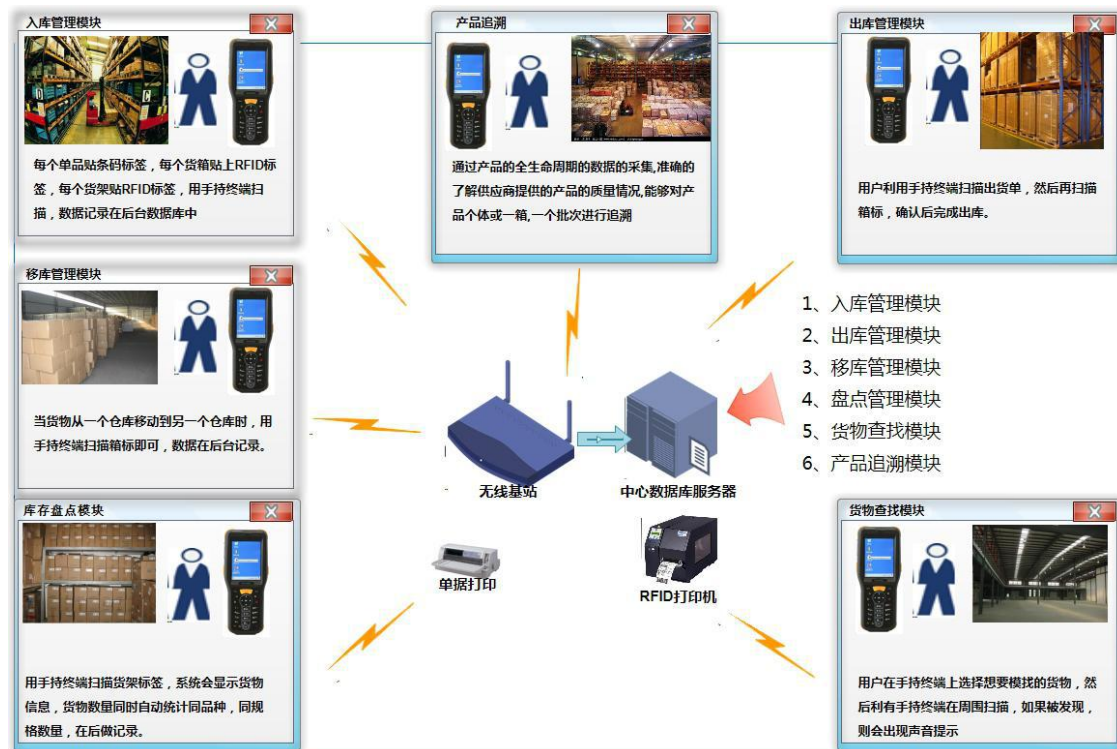 入库管理模块
每个单品贴条码标签，每个货箱贴上RFID标
签，每个货架贴RFID标签，用手持终端扫
描，数据记录在后台数据库中
产品追溯
通过产品的全生命周期的数据的采集,准确的
了解供应商提供的产品的质量情况,能够对产
品个体或一箱,一个批次进行追溯
出库管理模块
用户利用手持终端扫描出货单，然后再扫描
箱标，确认后完成出库。
移库管理模块
当货物从一个仓库移动到另一个仓库时，用
手持终端扫描箱标即可，数据在后台记录。
1、入库管理模块
2、出库管理模块
3、移库管理模块
4、盘点管理模块
5、货物查找模块
6、产品追溯模块
无线基站
中心数据库服务器
单据打印
RFID打印机
库存盘点模块
用手持终端扫描货架标签，系统会显示货物
信息，货物数量同时自动统计同品种，同规
格数量，在后做记录。
货物查找模块
用户在手持终端上选择想要模找的货物，然
后利有手持终端在周围扫描，如果被发现，
则会出现声音提示